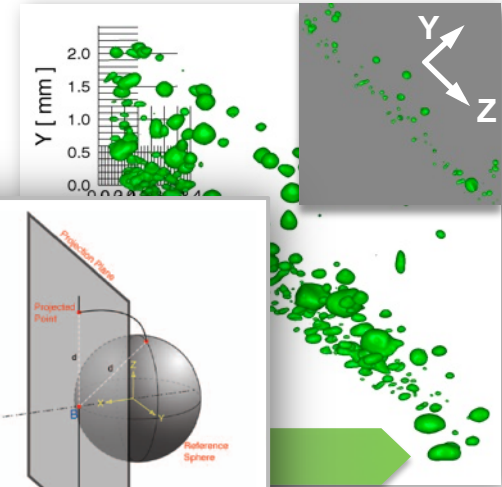 Y [ mm ]
2.0
1.5
1.0
0.5
0.0
Y
Z
Projection Plane
Projected
Point
d
d
Z
X
Y
B
Reference
Sphere